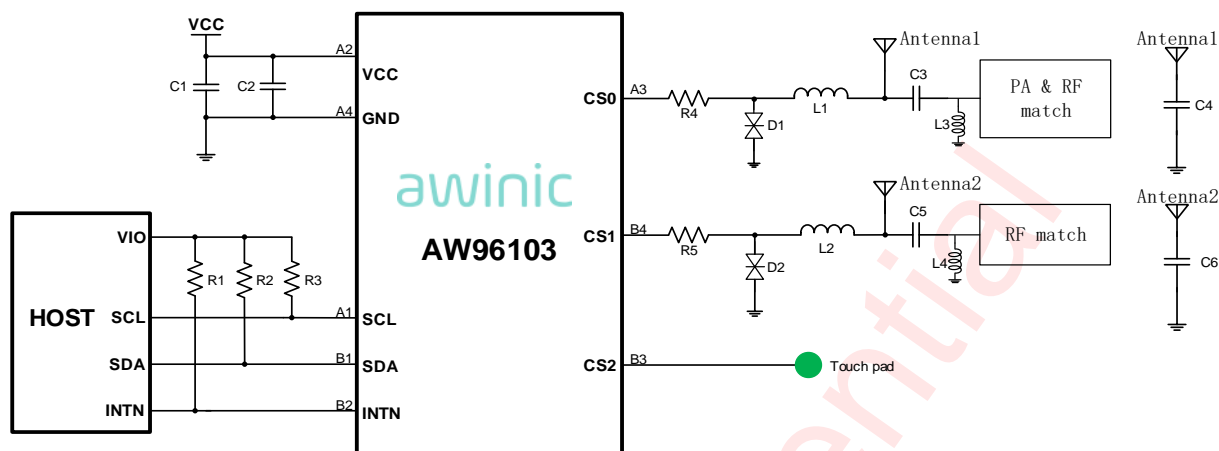 VCC
C1
C2
A2
VCC
A4
GND
awinic
AW96103
CS0
A3
R4
D1
L1
Antenna1
C3
L3
PA & RF
match
Antenna1
C4
CS1
B4
R5
D2
L2
Antenna2
C5
L4
RF match
Antenna2
C6
CS2
B3
Touch pad
HOST
VIO
R1
R2
R3
SCL
A1
SCL
SDA
B1
SDA
INTN
B2
INTN